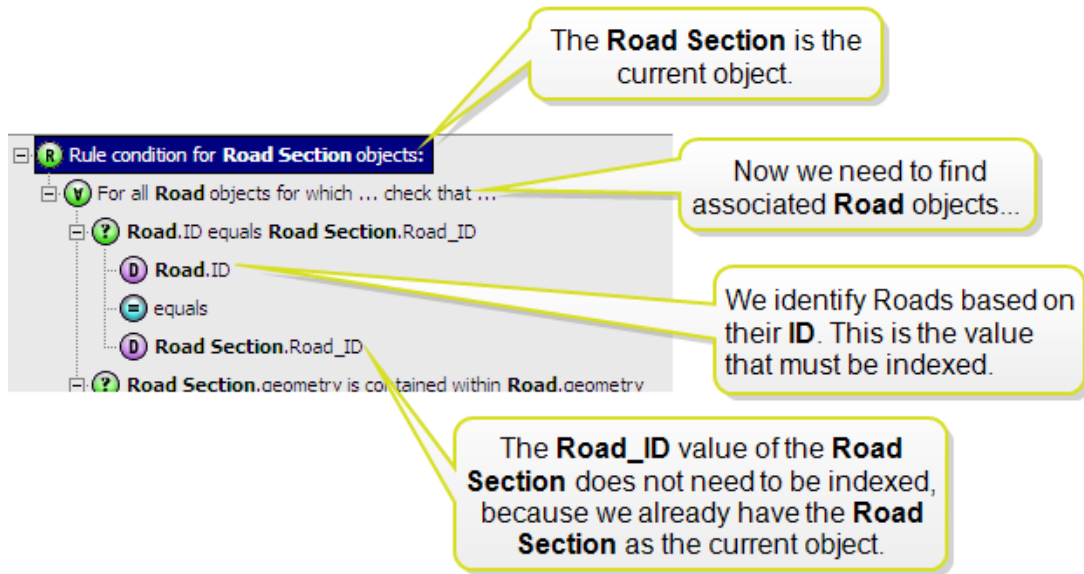 The Road Section is the
current object.
R Rule condition for Road Section objects:
∀ For all Road objects for which ... check that ...
Now we need to find
associated Road objects...
? Road.ID equals Road Section.Road_ID
D Road.ID
We identify Roads based on
their ID. This is the value
that must be indexed.
= equals
D Road Section.Road_ID
? Road Section.geometry is contained within Road.geometry
The Road_ID value of the Road
Section does not need to be indexed,
because we already have the Road
Section as the current object.